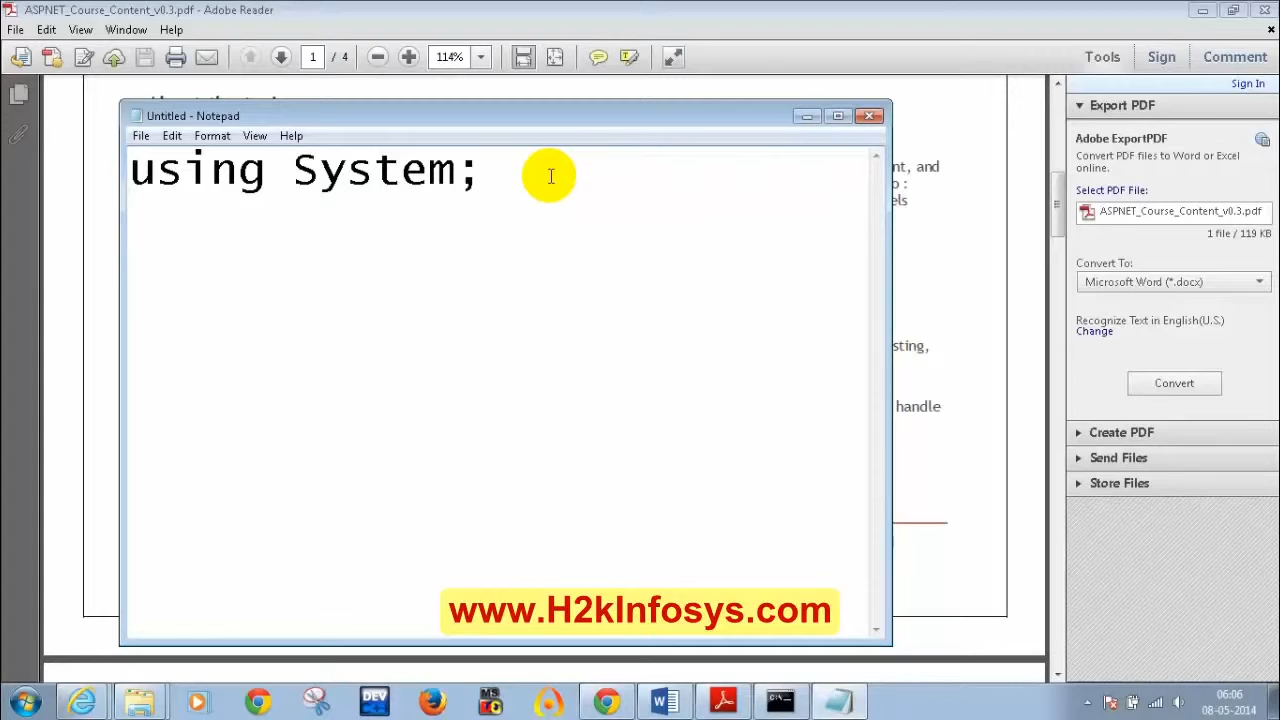 ASPNET_Course_Content_v0.3.pdf - Adobe Reader
File Edit View Window Help
1 / 4 114% Tools Sign Comment
Sign In
Export PDF
Adobe ExportPDF
Convert PDF files to Word or Excel
online.
Select PDF File:
ASPNET_Course_Content_v0.3.pdf
1 file / 119 KB
Convert To:
Microsoft Word (*.docx)
Recognize Text in English(U.S.)
Change
Convert
Create PDF
Send Files
Store Files
Untitled - Notepad
File Edit Format View Help
using System;
nt, and
o :
els
sting,
handle
www.H2kInfosys.com
DEV
MS
C:\
06:06
08-05-2014